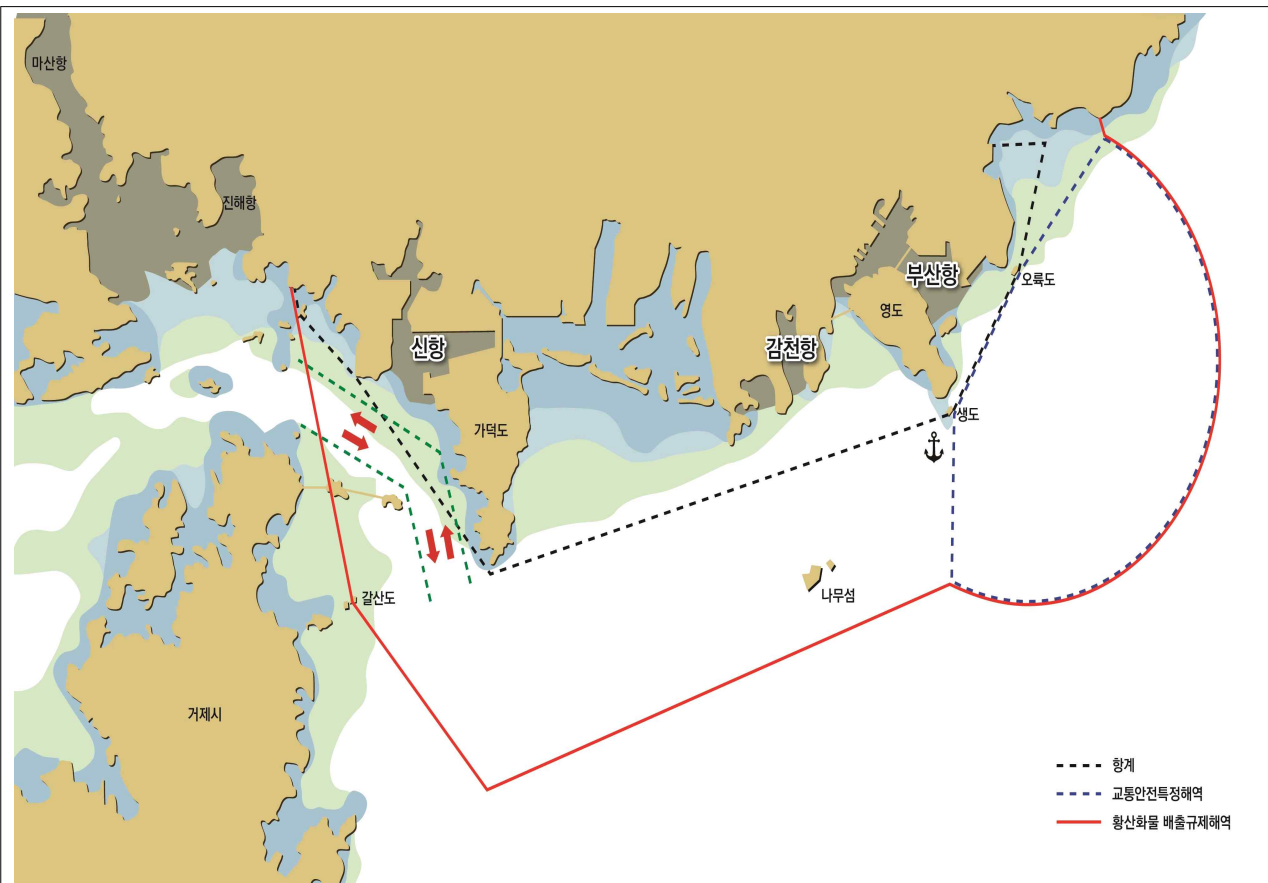 마산항
진해항
부산항
오륙도
영도
신항
감천항
생도
가덕도
나무섬
갈산도
거제시
항계
교통안전특정해역
황산화물 배출규제해역